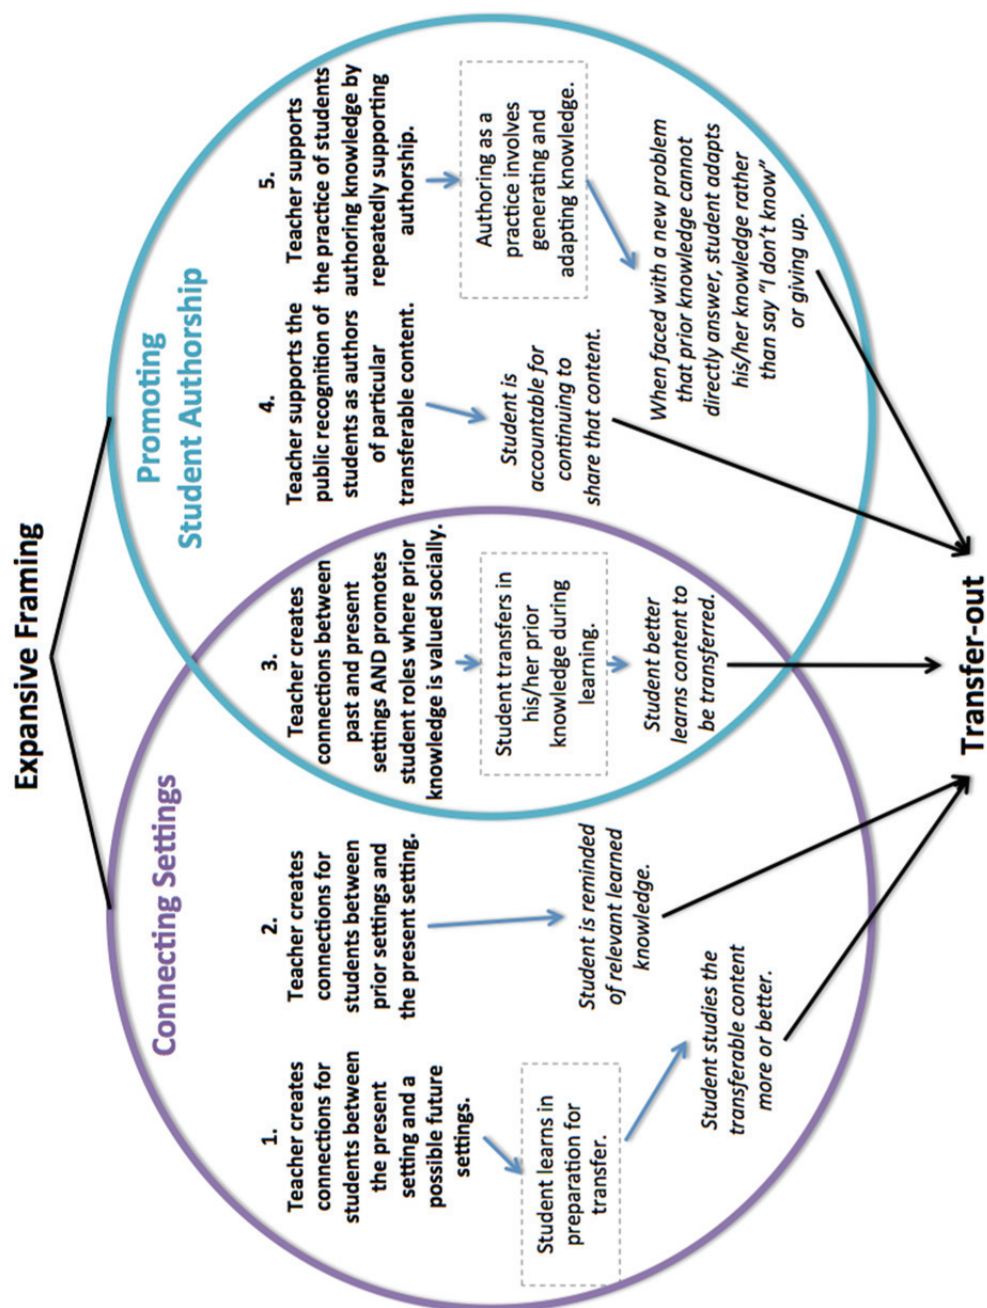 Expansive Framing
Connecting Settings
Promoting
Student Authorship
1.
Teacher creates
connections for
students between
the present
setting and a
possible future
settings.
Student learns in
preparation for
transfer.
Student studies the
transferable content
more or better.
2.
Teacher creates
connections for
students between
prior settings and
the present setting.
Student is reminded
of relevant learned
knowledge.
3.
Teacher creates
connections between
past and present
settings AND promotes
student roles where prior
knowledge is valued socially.
Student transfers in
his/her prior
knowledge during
learning.
Student better
learns content to
be transferred.
4.
Teacher supports the
public recognition of
students as authors
of particular
transferable content.
Student is
accountable for
continuing to
share that content.
5.
Teacher supports
the practice of students
authoring knowledge by
repeatedly supporting
authorship.
Authoring as a
practice involves
generating and
adapting knowledge.
When faced with a new problem
that prior knowledge cannot
directly answer, student adapts
his/her knowledge rather
than say “I don’t know”
or giving up.
Transfer-out